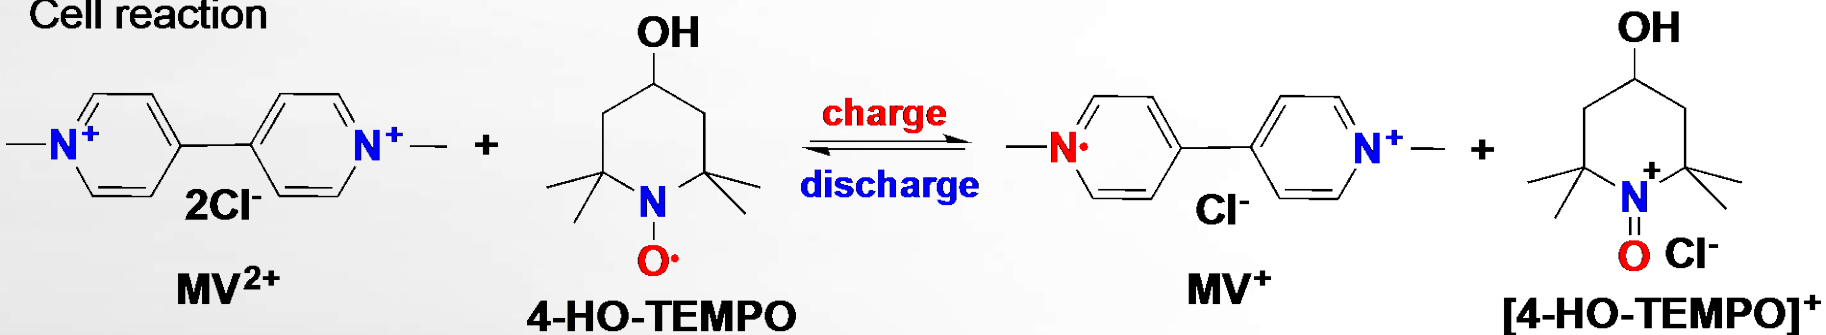 Cell reaction
OH
OH
N⁺
N⁺
+
charge
discharge
N•
N⁺
+
2Cl⁻
N
O•
Cl⁻
N⁺
O Cl⁻
MV²⁺
4-HO-TEMPO
MV⁺
[4-HO-TEMPO]⁺